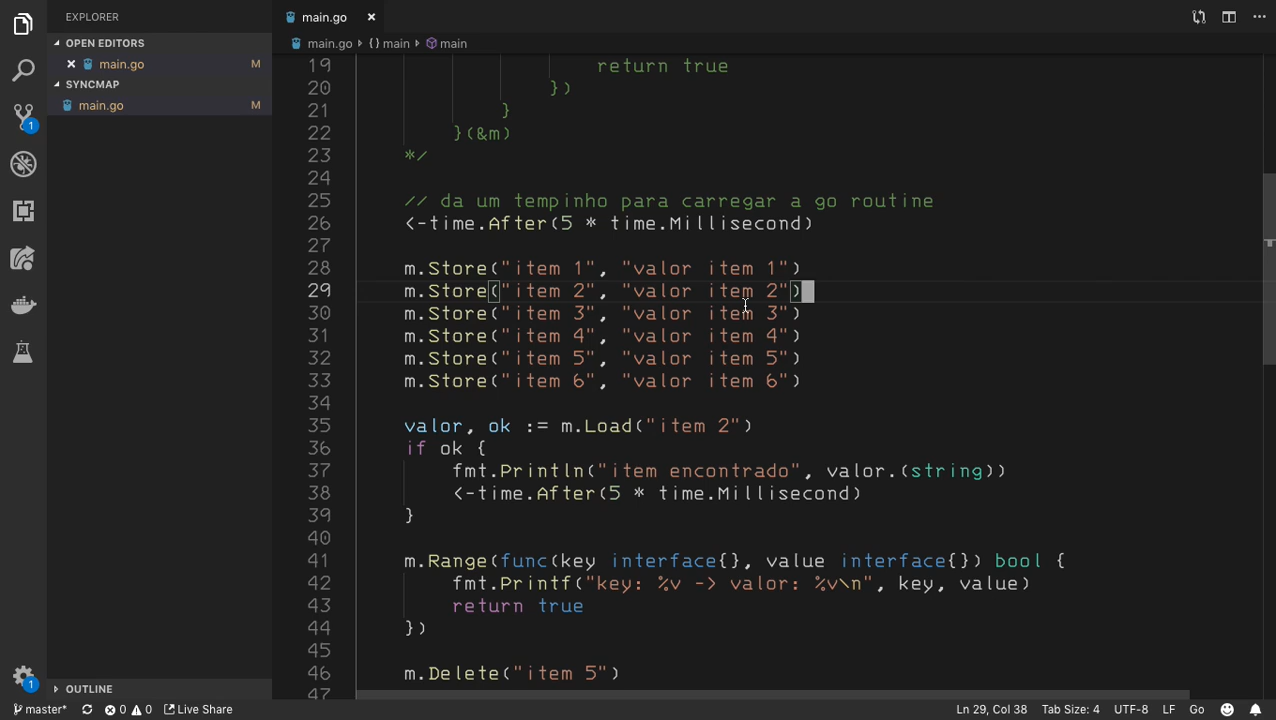 EXPLORER
OPEN EDITORS
main.go M
SYNCMAP
main.go M
OUTLINE
1
1
main.go
main.go {} main main
19 return true
20 })
21 }
22 }(&m)
23 */
24
25 // da um tempinho para carregar a go routine
26 <-time.After(5 * time.Millisecond)
27
28 m.Store("item 1", "valor item 1")
29 m.Store("item 2", "valor item 2")
30 m.Store("item 3", "valor item 3")
31 m.Store("item 4", "valor item 4")
32 m.Store("item 5", "valor item 5")
33 m.Store("item 6", "valor item 6")
34
35 valor, ok := m.Load("item 2")
36 if ok {
37 fmt.Println("item encontrado", valor.(string))
38 <-time.After(5 * time.Millisecond)
39 }
40
41 m.Range(func(key interface{}, value interface{}) bool {
42 fmt.Printf("key: %v -> valor: %v\n", key, value)
43 return true
44 })
45
46 m.Delete("item 5")
47
master* 0 0 Live Share Ln 29, Col 38 Tab Size: 4 UTF-8 LF Go